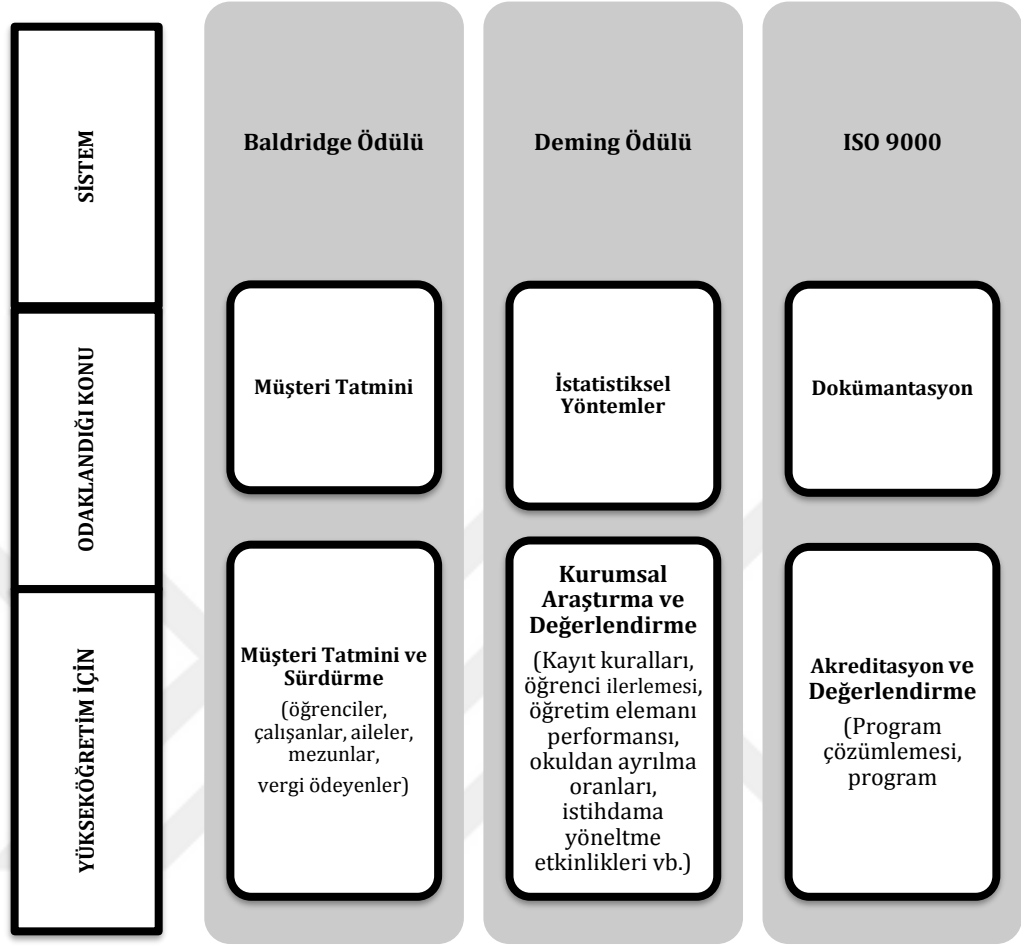 SİSTEM
Baldridge Ödülü
Deming Ödülü
ISO 9000
ODAKLANDIĞI KONU
Müşteri Tatmini
İstatistiksel
Yöntemler
Dokümantasyon
YÜKSEKÖĞRETİM İÇİN
Müşteri Tatmini ve
Sürdürme
(öğrenciler,
çalışanlar, aileler,
mezunlar,
vergi ödeyenler)
Kurumsal
Araştırma ve
Değerlendirme
(Kayıt kuralları,
öğrenci ilerlemesi,
öğretim elemanı
performansı,
okuldan ayrılma
oranları,
istihdama
yöneltme
etkinlikleri vb.)
Akreditasyon ve
Değerlendirme
(Program
çözümlemesi,
program